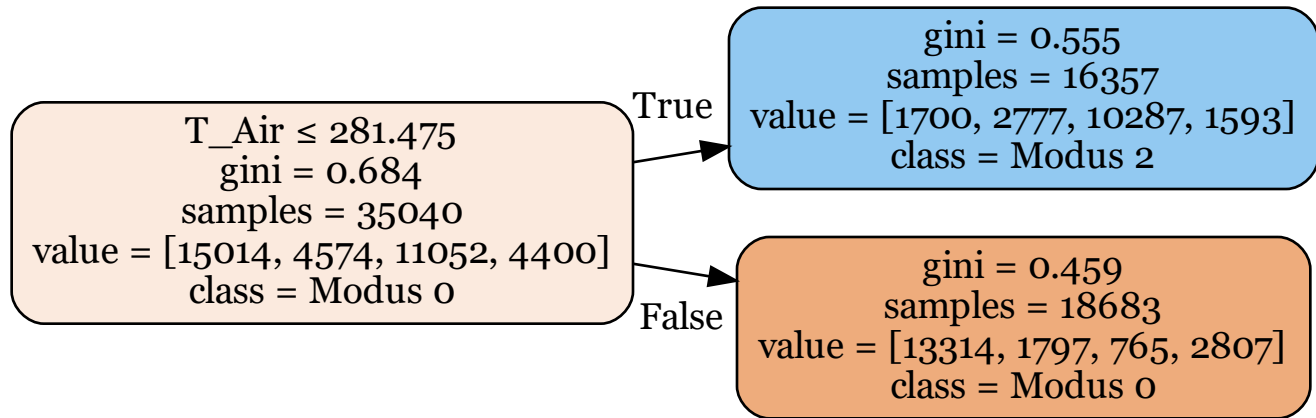 T_Air ≤ 281.475
gini = 0.684
samples = 35040
value = [15014, 4574, 11052, 4400]
class = Modus 0
True
gini = 0.555
samples = 16357
value = [1700, 2777, 10287, 1593]
class = Modus 2
False
gini = 0.459
samples = 18683
value = [13314, 1797, 765, 2807]
class = Modus 0